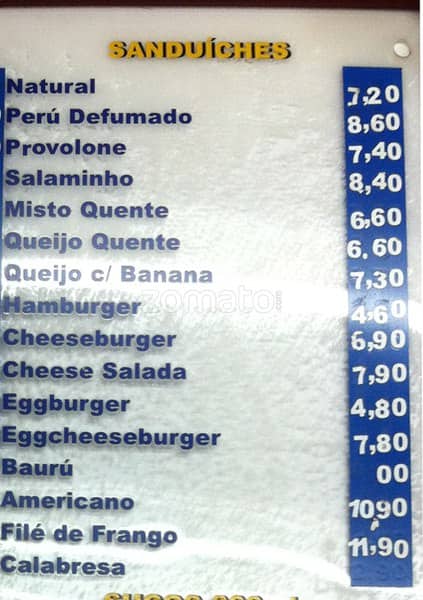 SANDUÍCHES
Natural 7,20
Perú Defumado 8,60
Provolone 7,40
Salaminho 8,40
Misto Quente 6,60
Queijo Quente 6.60
Queijo c/ Banana 7,30
zomato.com
Hamburger 4,60
Cheeseburger 6,90
Cheese Salada 7,90
Eggburger 4,80
Eggcheeseburger 7,80
Baurú 00
Americano 10,90
Filé de Frango 11,90
Calabresa